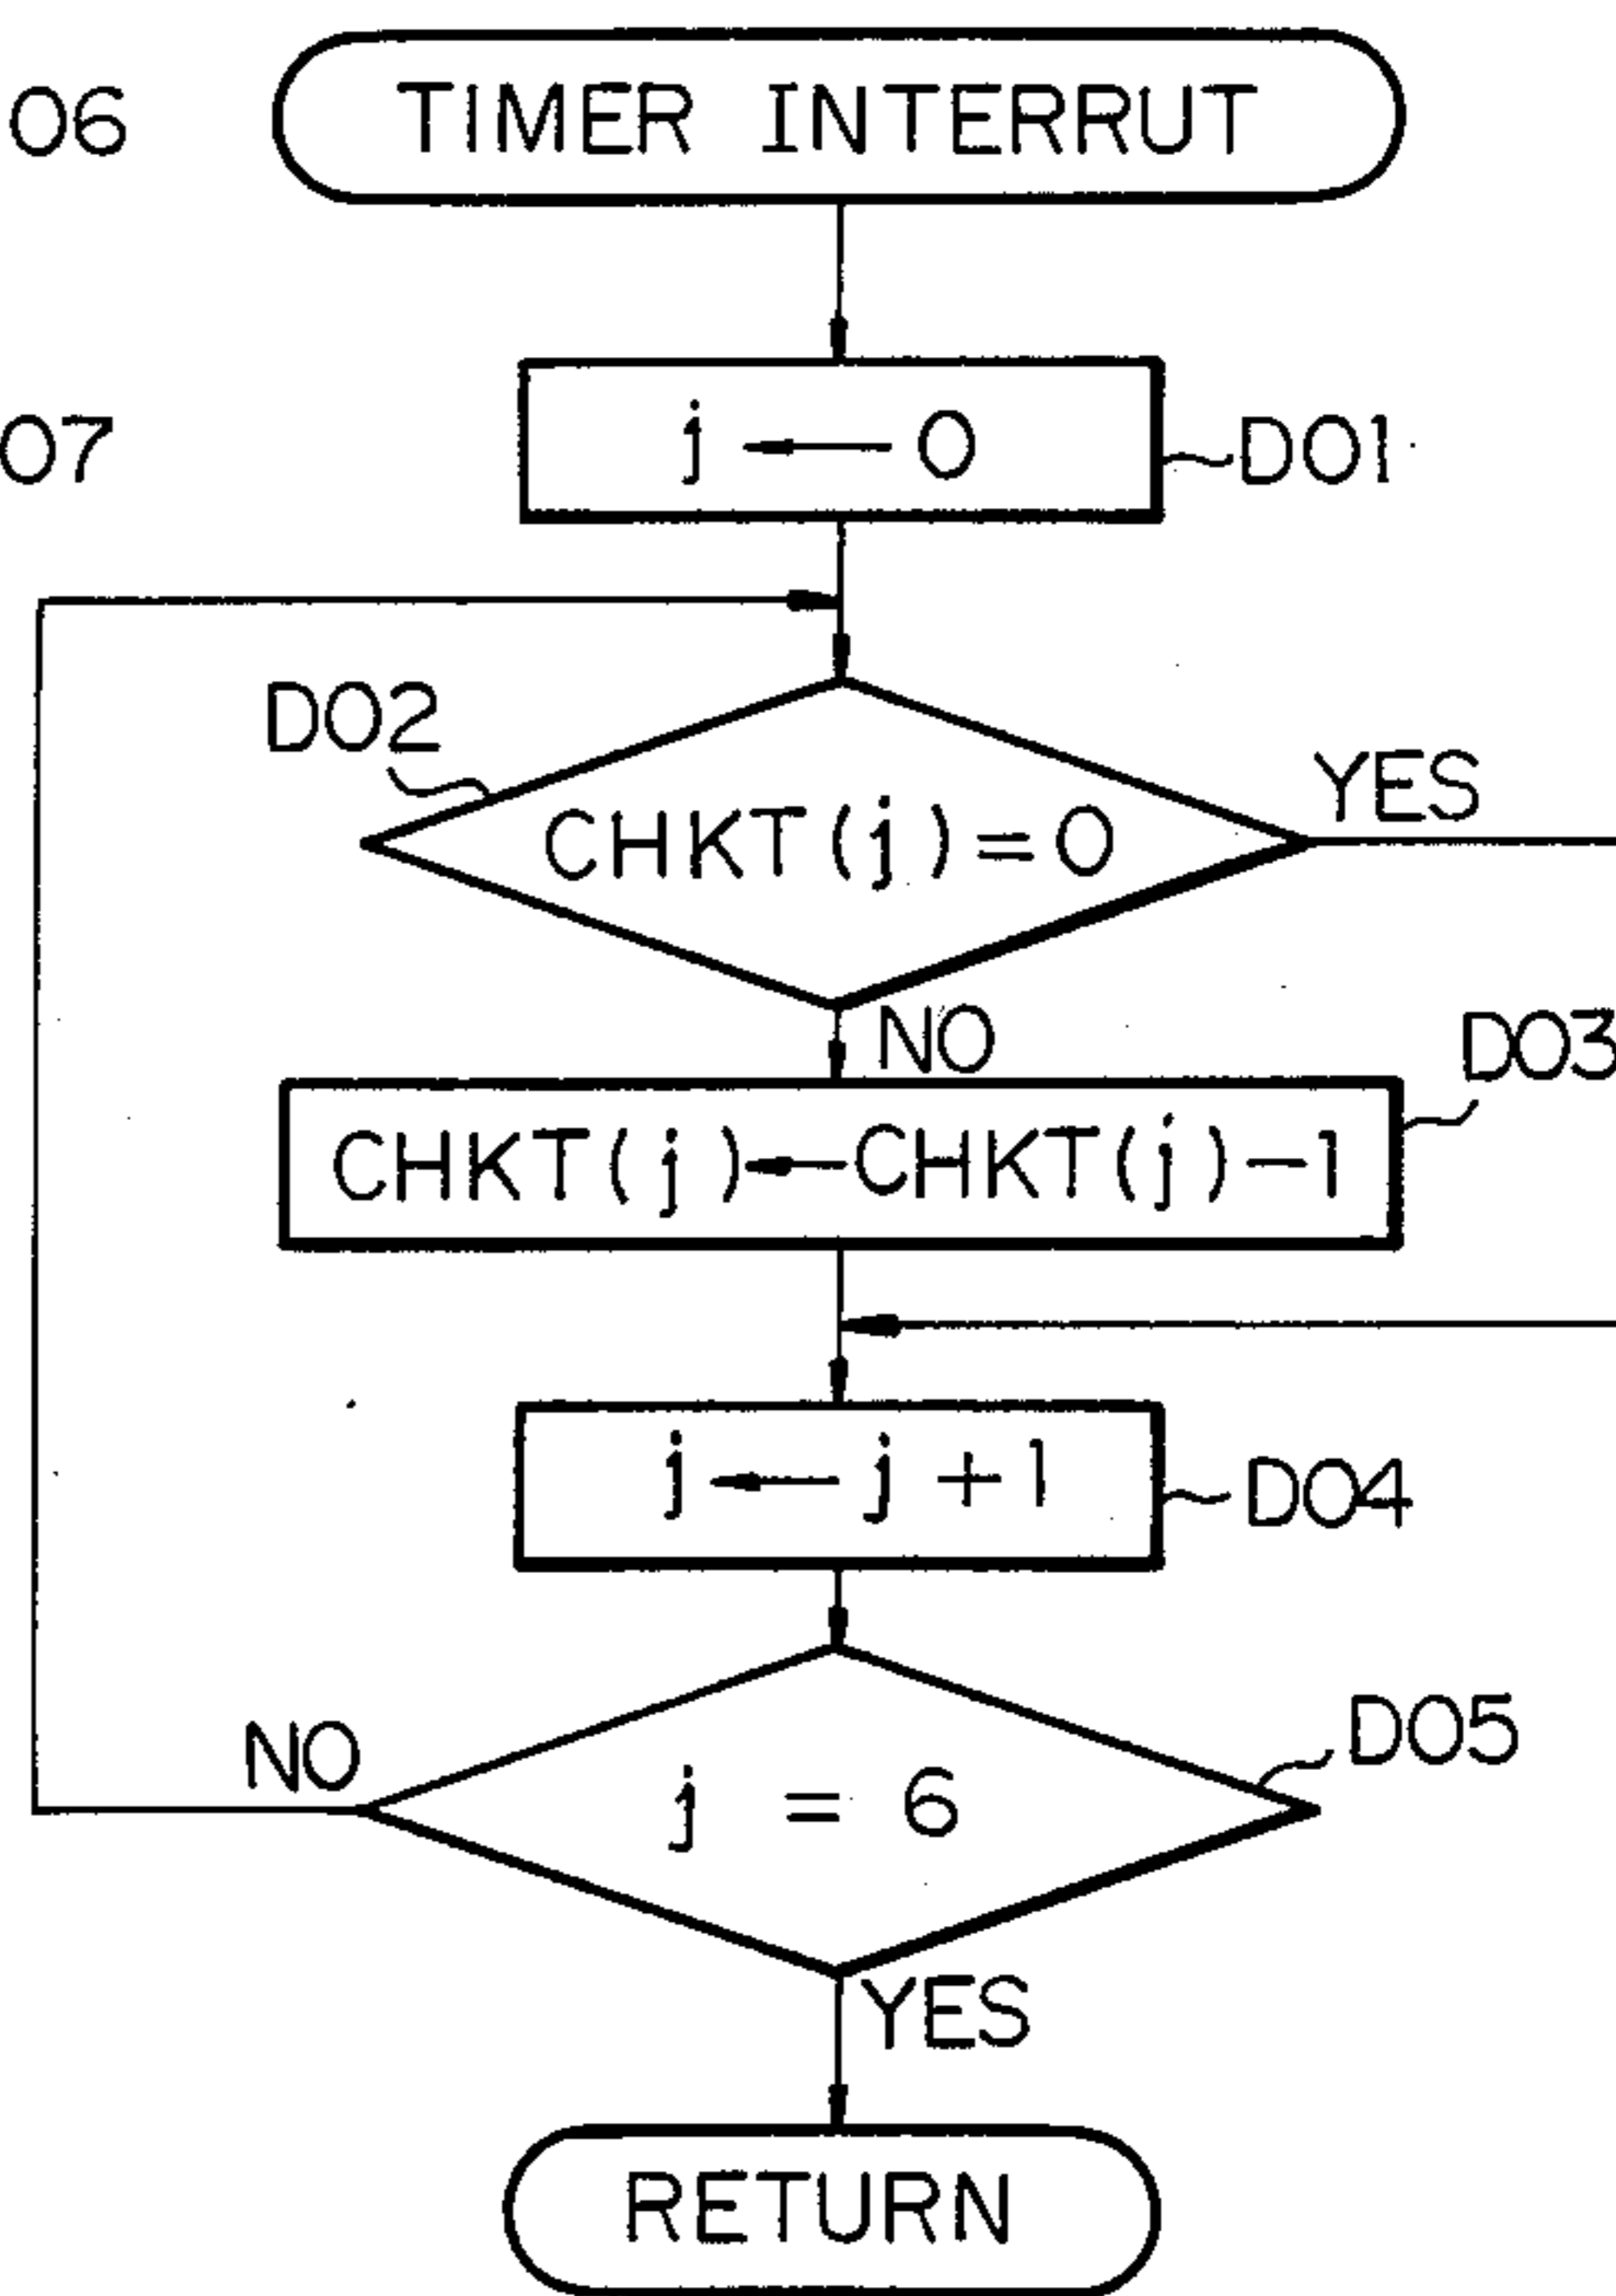 06
TIMER INTERRUT
07
j ← 0
D01
D02
CHKT(j)=0
YES
NO
D03
CHKT(j)←CHKT(j)-1
j ← j +1
D04
NO
j = 6
D05
YES
RETURN